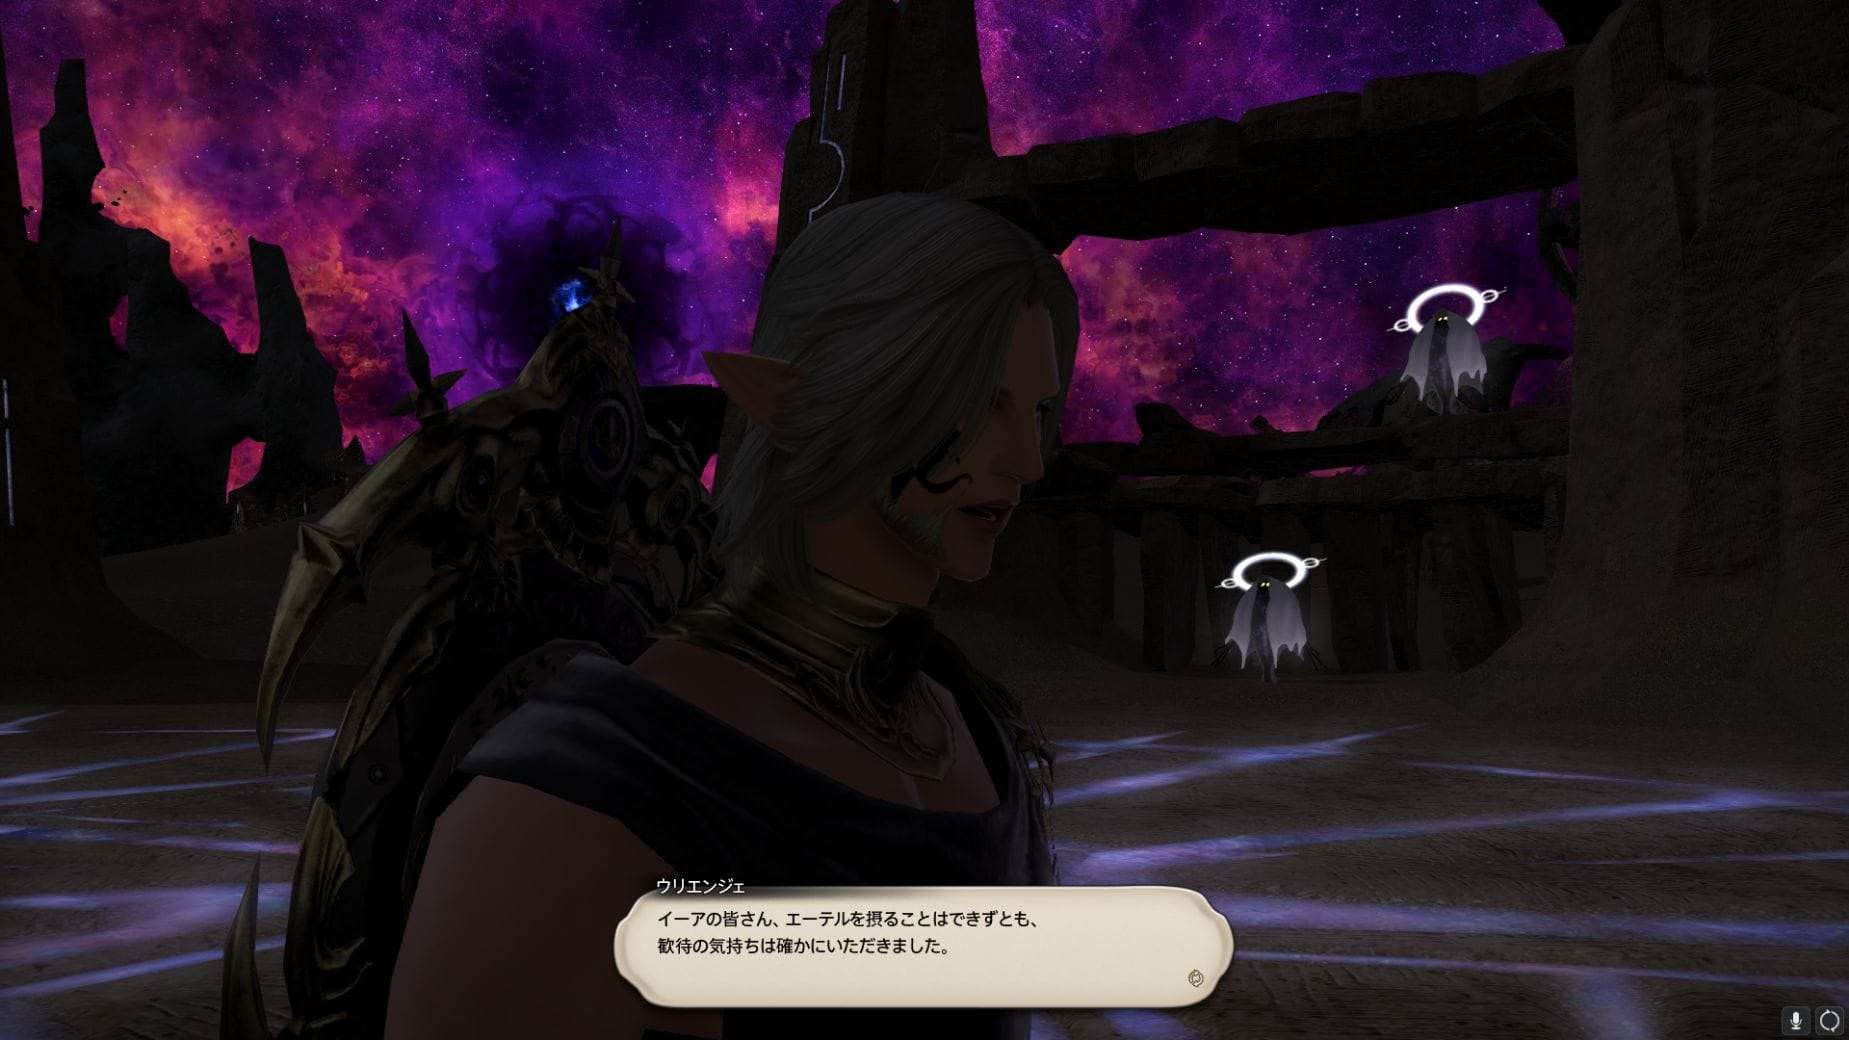 ウリエンジェ
イーアの皆さん、エーテルを摂ることはできずとも、
歓待の気持ちは確かにいただきました。